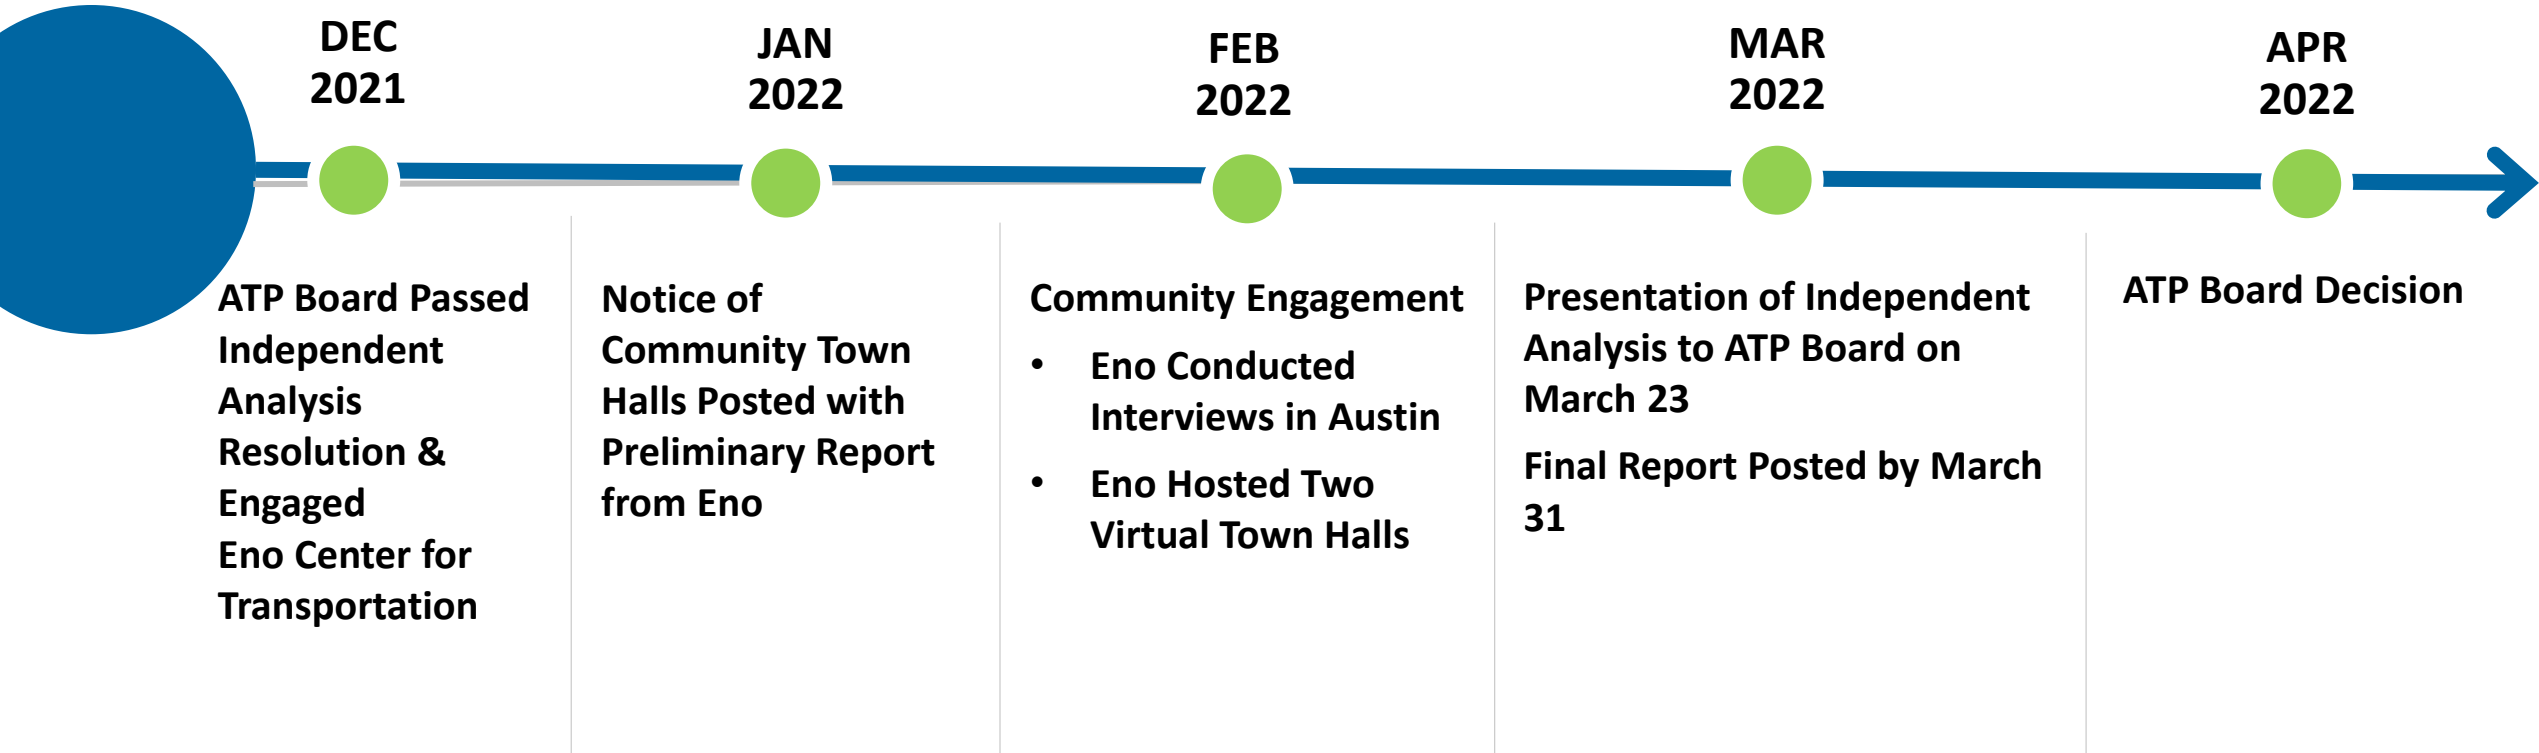 DEC
2021
JAN
2022
FEB
2022
MAR
2022
APR
2022
ATP Board Passed
Independent
Analysis
Resolution &
Engaged
Eno Center for
Transportation
Notice of
Community Town
Halls Posted with
Preliminary Report
from Eno
Community Engagement
• Eno Conducted
Interviews in Austin
• Eno Hosted Two
Virtual Town Halls
Presentation of Independent
Analysis to ATP Board on
March 23
Final Report Posted by March
31
ATP Board Decision